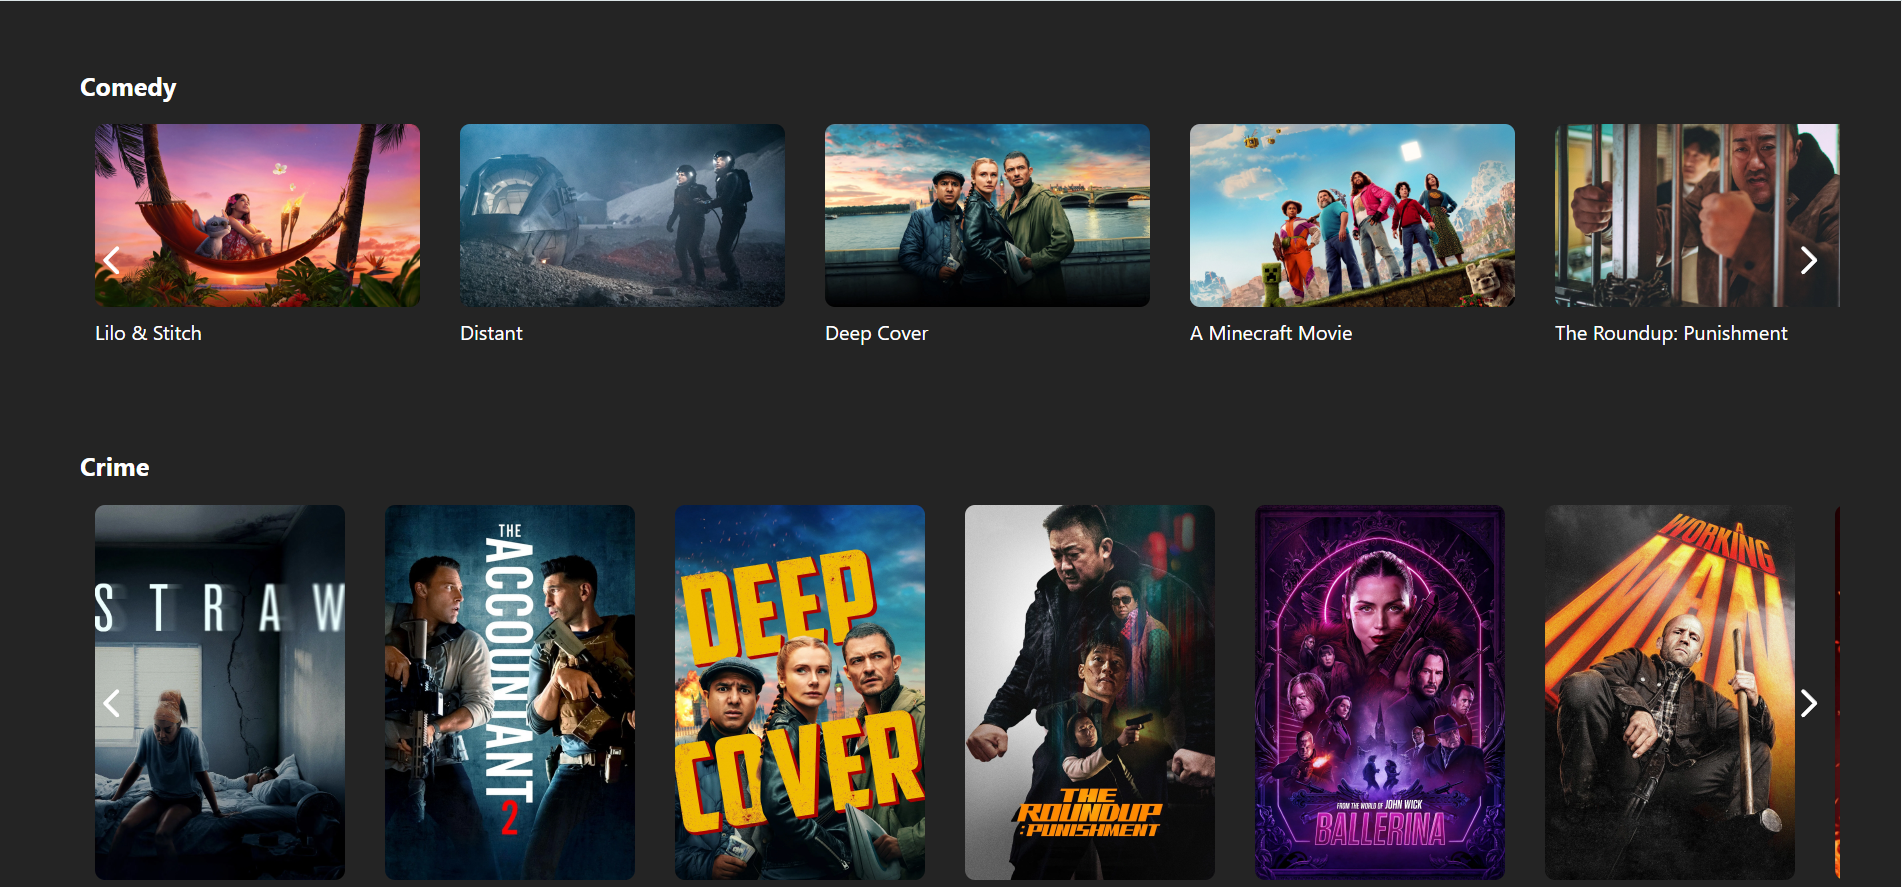 Comedy
Lilo & Stitch
Distant
Deep Cover
A Minecraft Movie
The Roundup: Punishment
Crime
STRAW
THE
ACCOUNTANT
2
DEEP
COVER
THE
ROUNDUP
:PUNISHMENT
FROM THE WORLD OF JOHN WICK
BALLERINA
A
WORKING
MAN